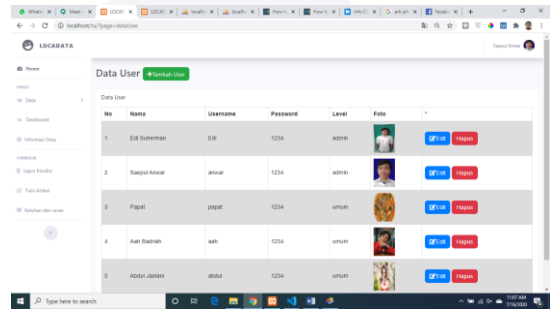 localhost/ta/?page=dataUser
LOCADATA
Saepul Anwar
Home
Data
Dashboard
Informasi Desa
Lapor Kondisi
Tulis Artikel
Keluhan dan saran
Data User
+Tambah User
Data User
No Nama Username Password Level Foto
1 Edi Suherman Edi 1234 admin Edit Hapus
2 Saepul Anwar anwar 1234 admin Edit Hapus
3 Papat papat 1234 umum Edit Hapus
4 Aah Badriah aah 1234 umum Edit Hapus
5 Abdul Jaelani abdul 1234 umum Edit Hapus
Type here to search
11:07 AM
7/16/2020